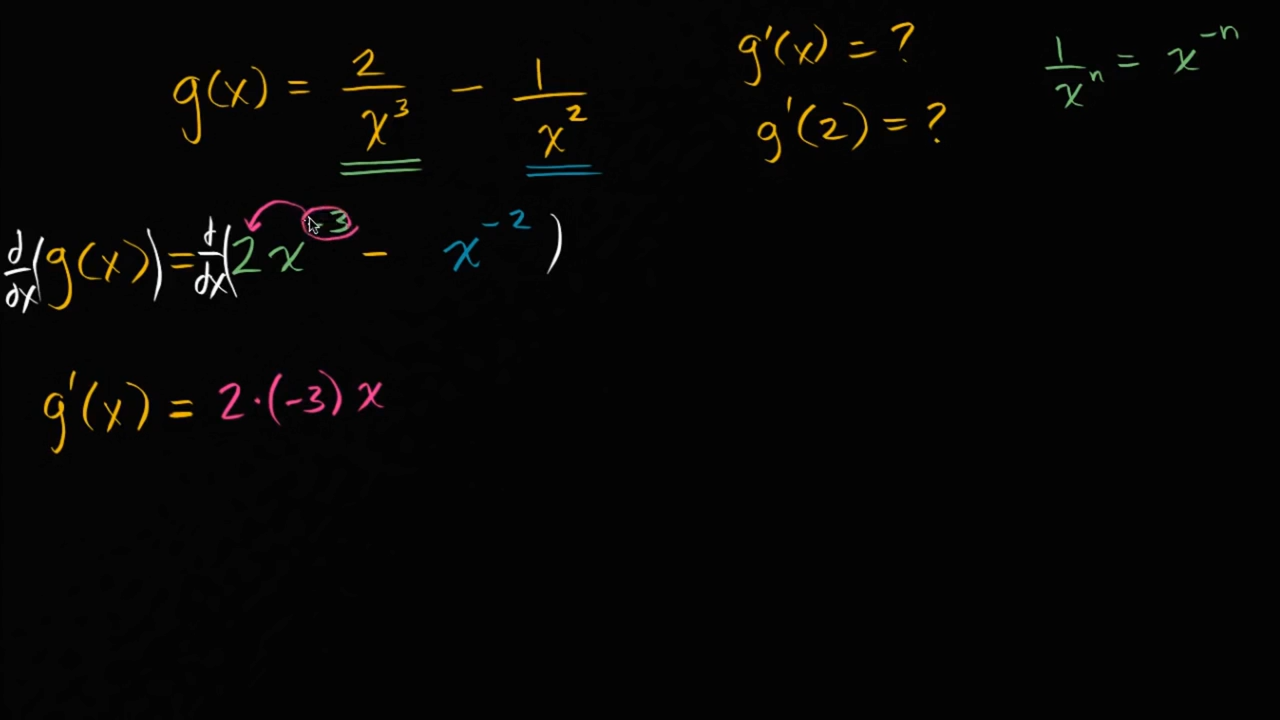 g(x) = 2/x³ - 1/x²
g'(x) = ?
g'(2) = ?
1/xⁿ = x⁻ⁿ
d/dx(g(x)) = d/dx(2x⁻³ - x⁻²)
g'(x) = 2·(-3)x